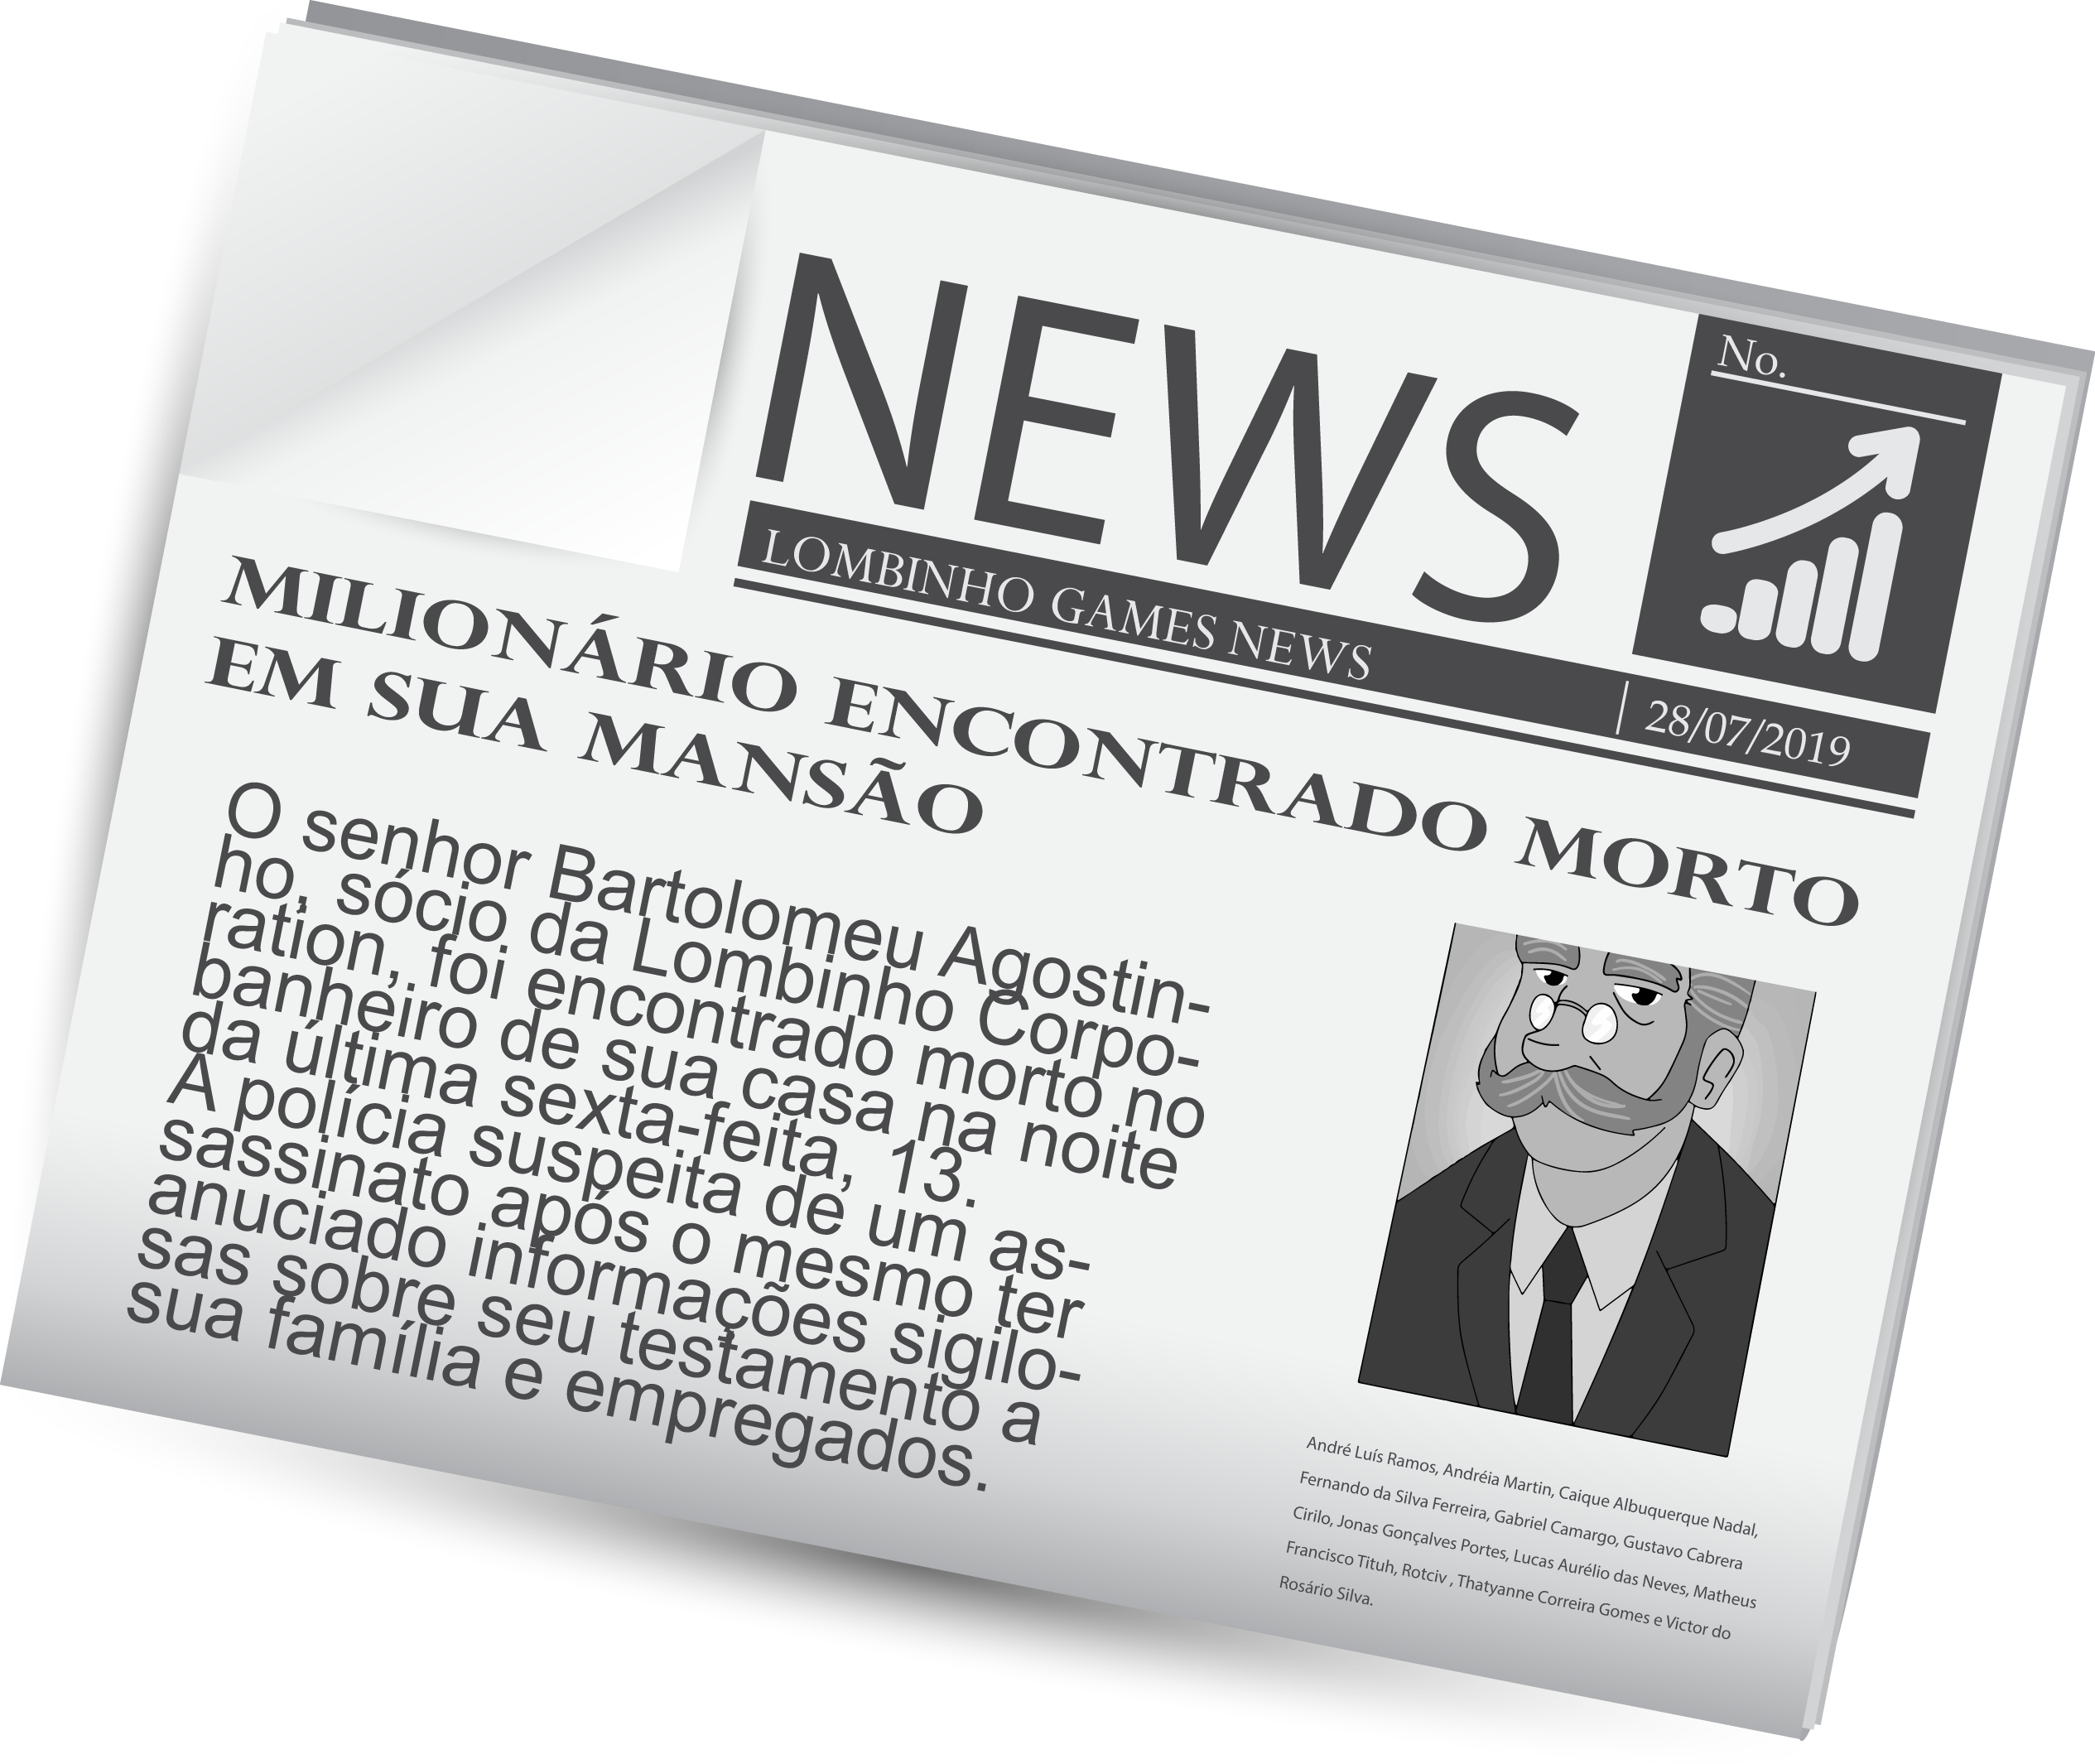 NEWS
No.
LOMBINHO GAMES NEWS
28/07/2019
MILIONÁRIO ENCONTRADO MORTO
EM SUA MANSÃO
O senhor Bartolomeu Agostin-
ho, sócio da Lombinho Corpo-
ration, foi encontrado morto no
banheiro de sua casa na noite
da última sexta-feita, 13.
A polícia suspeita de um as-
sassinato após o mesmo ter
anuciado informações sigilo-
sas sobre seu testamento a
sua família e empregados.
André Luís Ramos, Andréia Martin, Caique Albuquerque Nadal,
Fernando da Silva Ferreira, Gabriel Camargo, Gustavo Cabrera
Cirilo, Jonas Gonçalves Portes, Lucas Aurélio das Neves, Matheus
Francisco Tituh, Rotciv , Thatyanne Correira Gomes e Victor do
Rosário Silva.